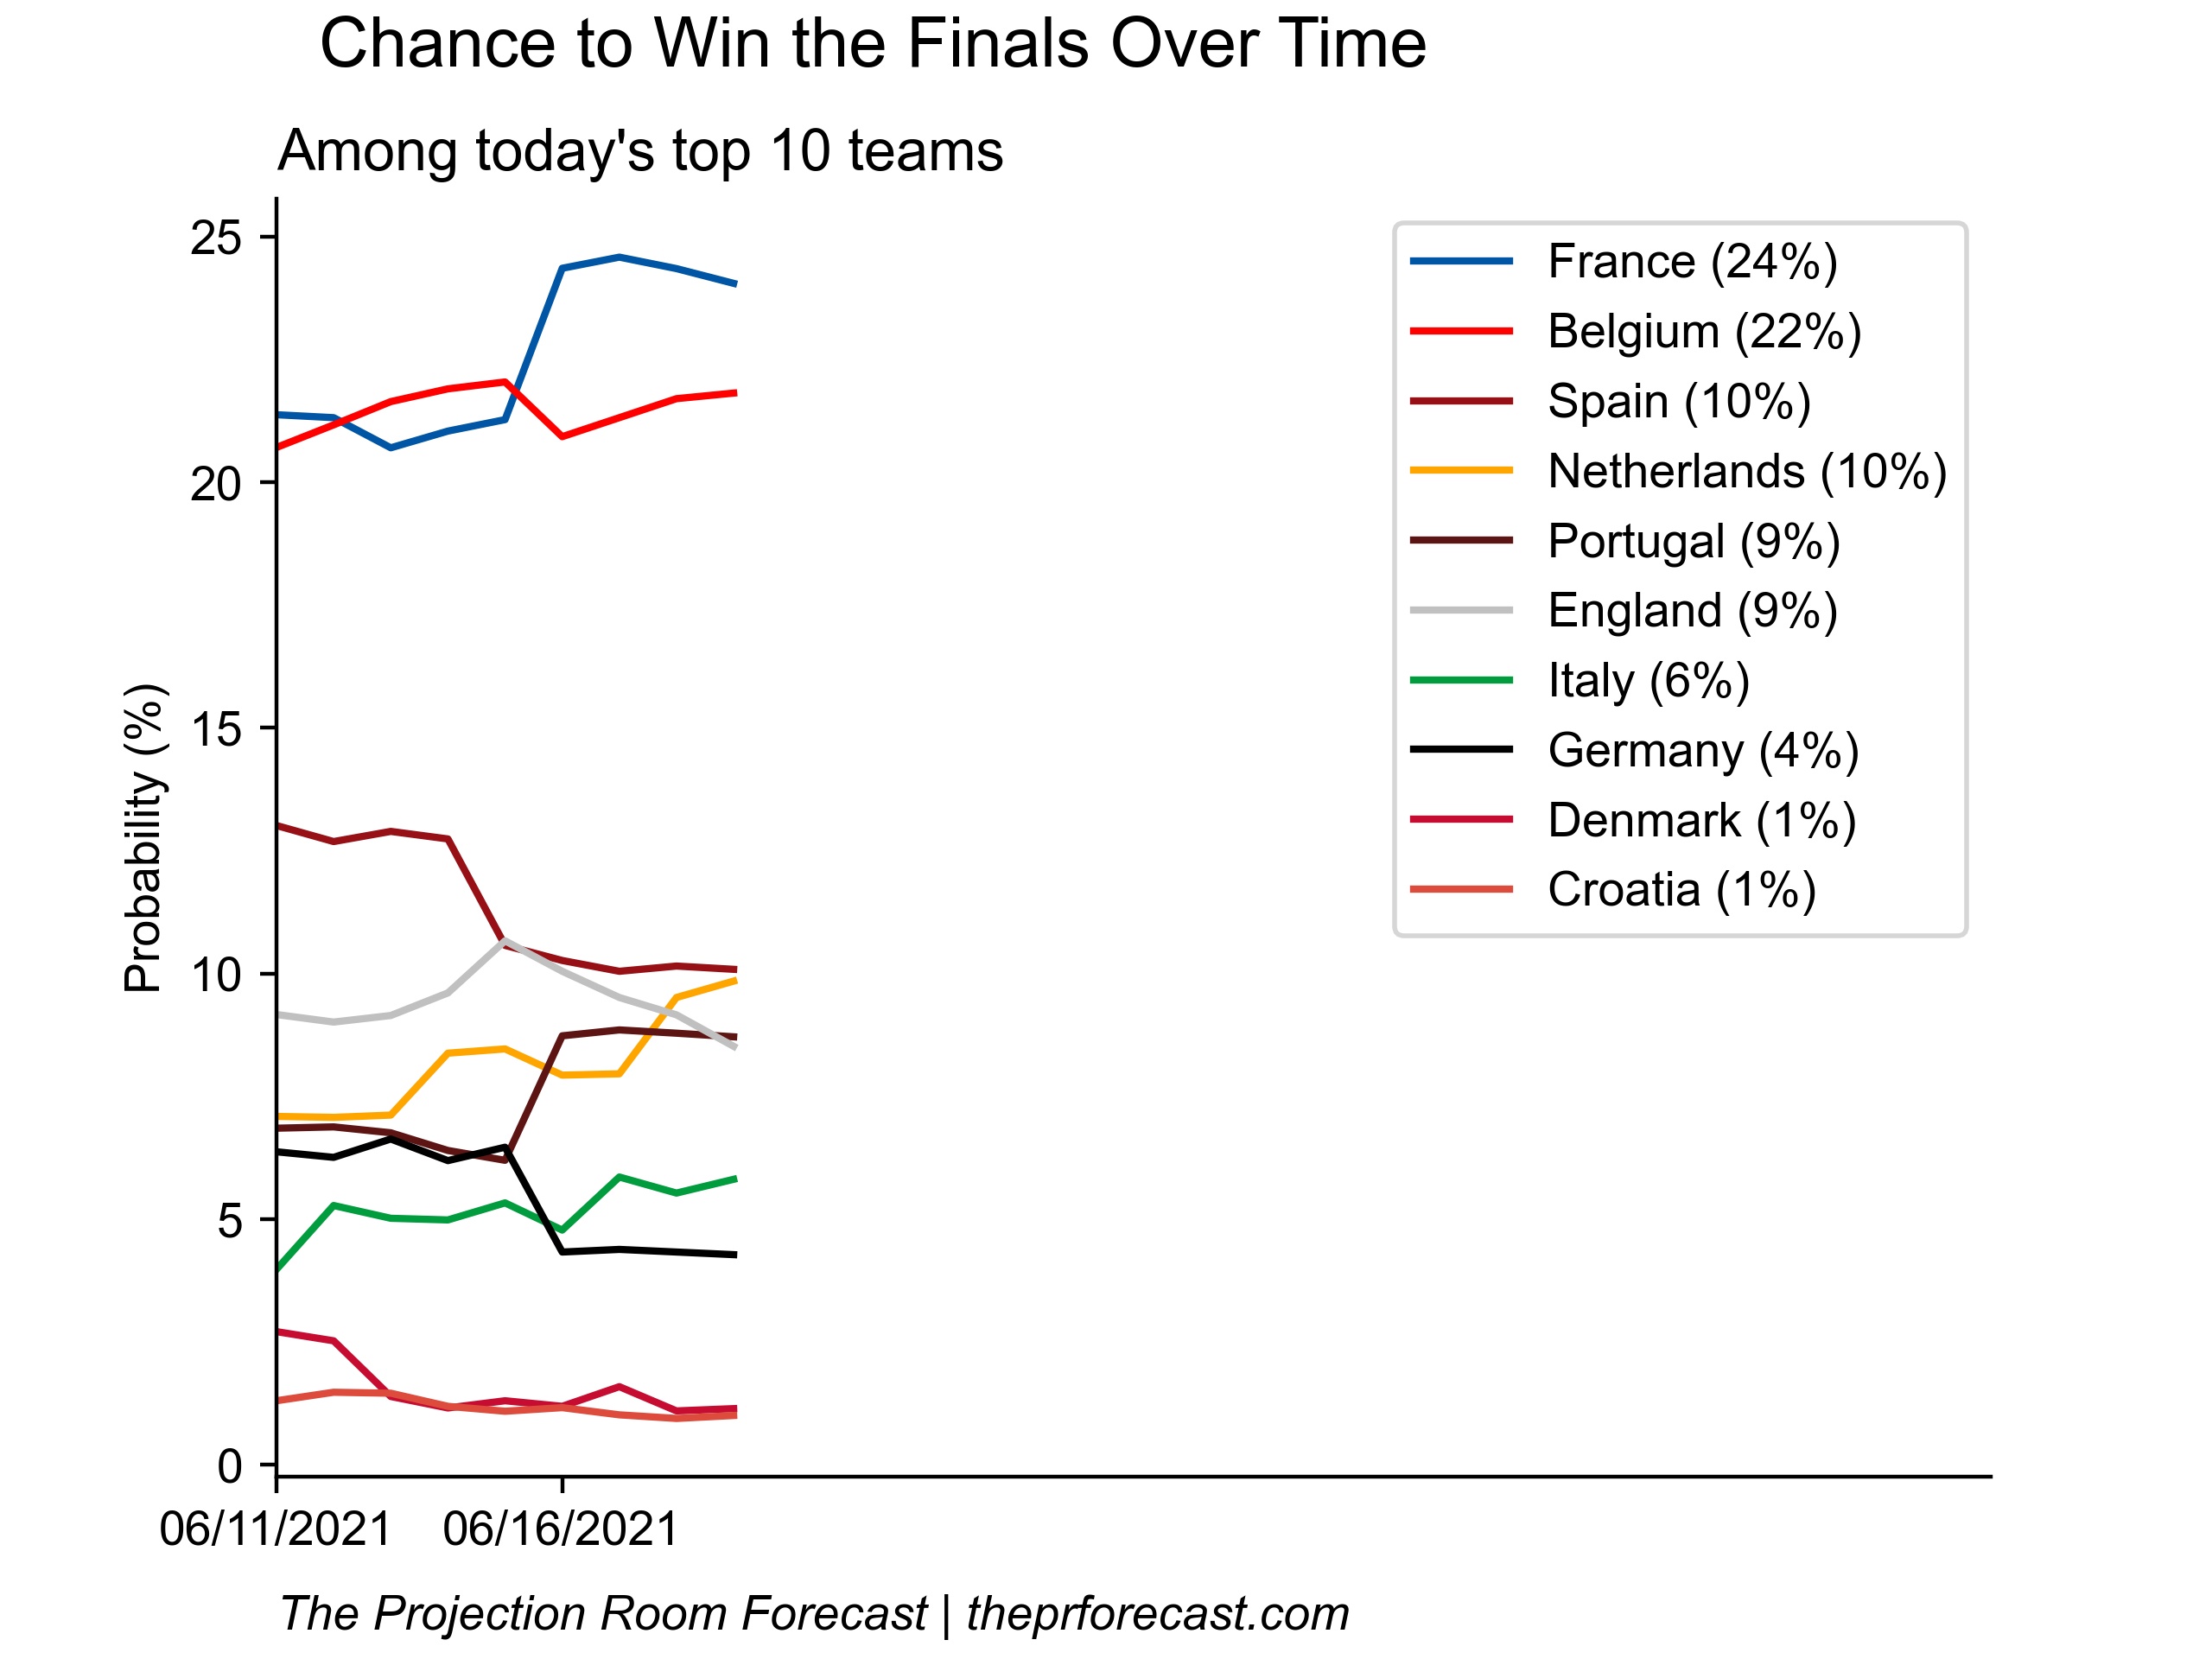 Chance to Win the Finals Over Time
Among today's top 10 teams
25
20
15
10
5
0
Probability (%)
France (24%)
Belgium (22%)
Spain (10%)
Netherlands (10%)
Portugal (9%)
England (9%)
Italy (6%)
Germany (4%)
Denmark (1%)
Croatia (1%)
06/11/2021 06/16/2021
The Projection Room Forecast | theprforecast.com